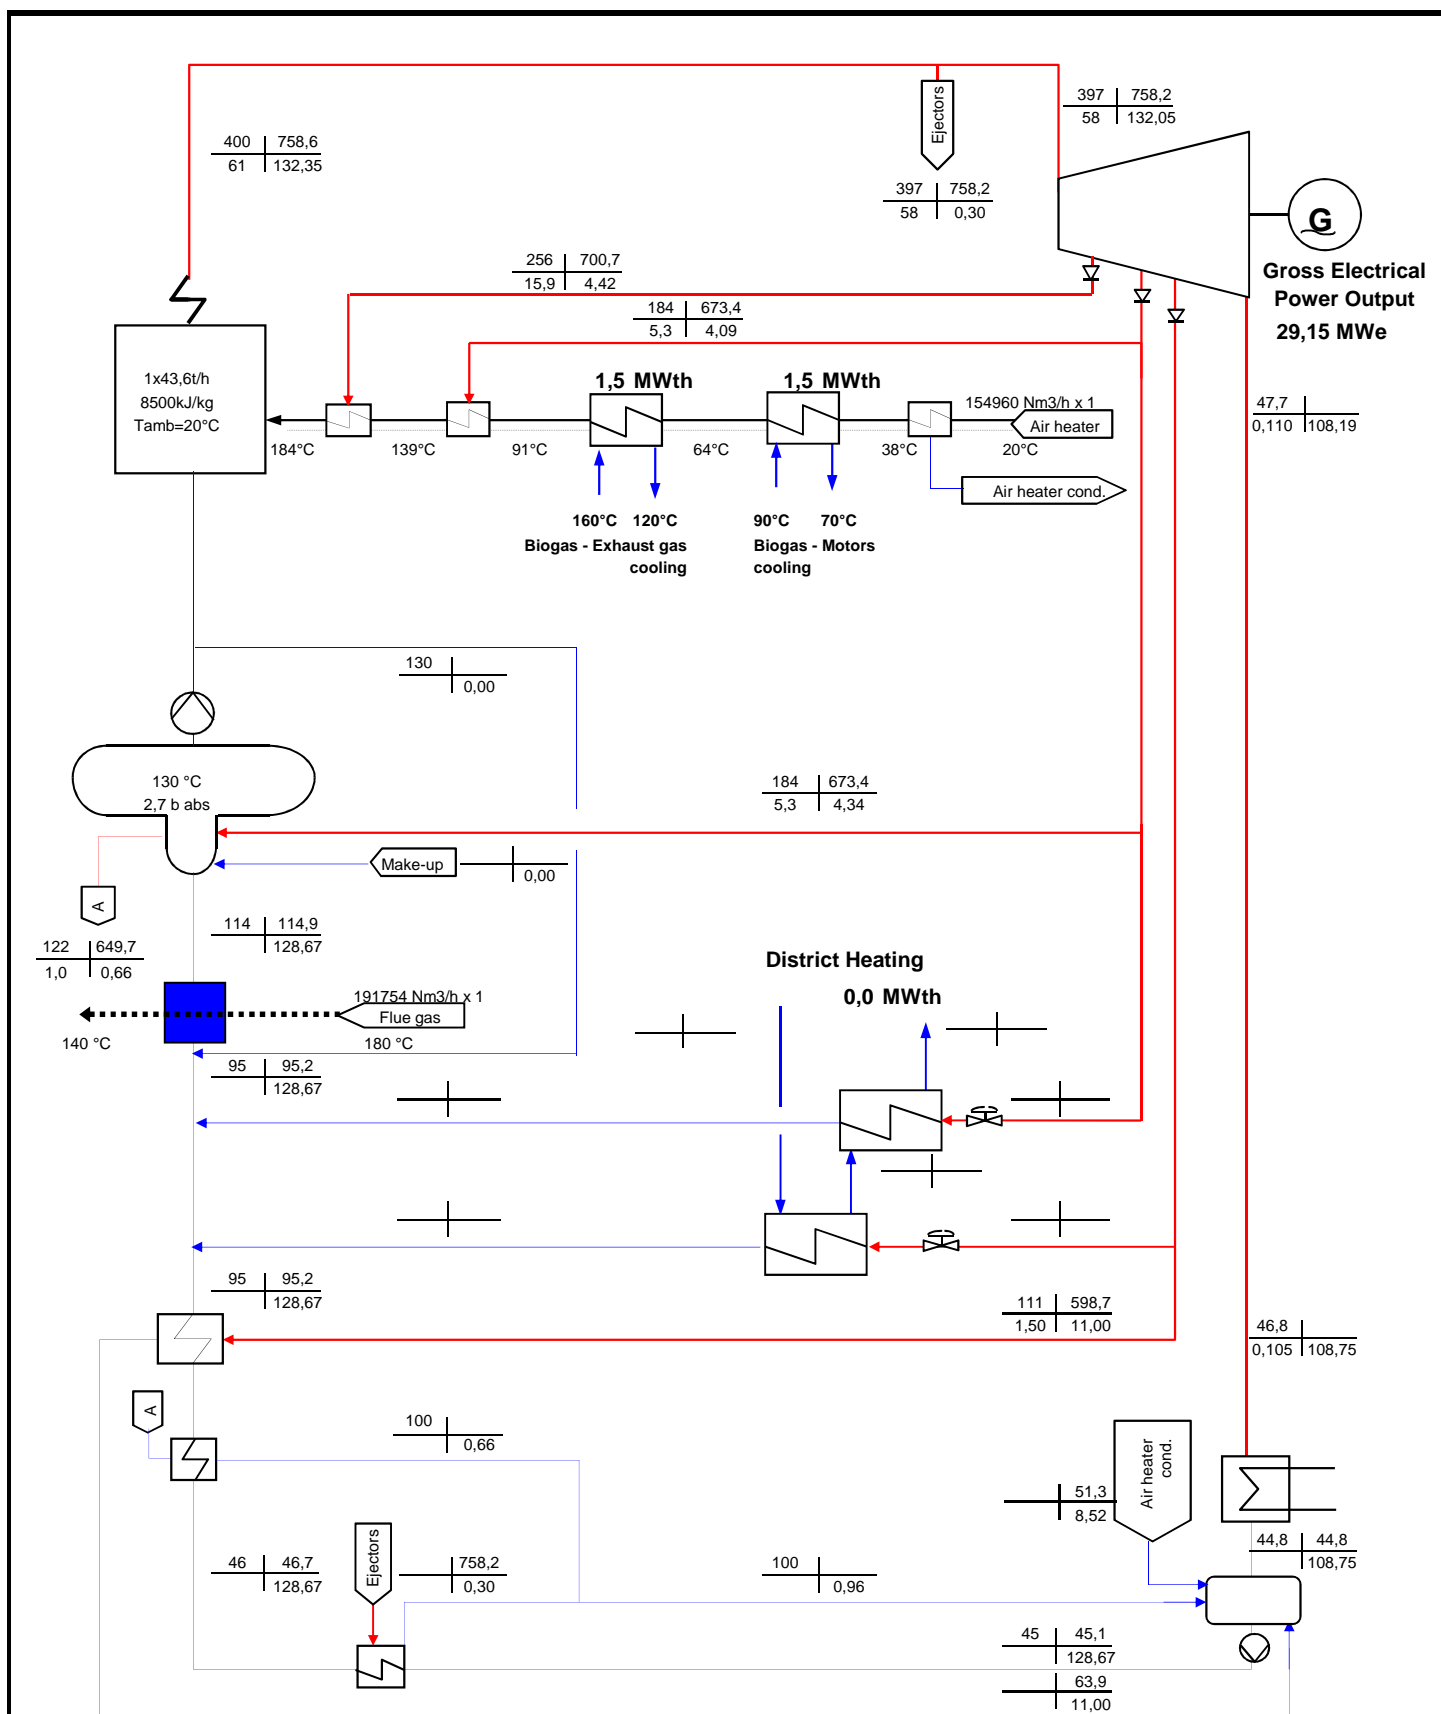 Ejectors
397 758,2
58 132,05
400 758,6
61 132,35
397 758,2
58 0,30
G
Gross Electrical
Power Output
29,15 MWe
256 700,7
15,9 4,42
184 673,4
5,3 4,09
1x43,6t/h
8500kJ/kg
Tamb=20°C
1,5 MWth
1,5 MWth
154960 Nm3/h x 1
Air heater
47,7
0,110 108,19
184°C
139°C
91°C
64°C
38°C
20°C
Air heater cond.
160°C 120°C
90°C 70°C
Biogas - Exhaust gas
cooling
Biogas - Motors
cooling
130
0,00
130 °C
2,7 b abs
184 673,4
5,3 4,34
Make-up
0,00
A
114 114,9
128,67
122 649,7
1,0 0,66
District Heating
0,0 MWth
191754 Nm3/h x 1
Flue gas
140 °C
180 °C
95 95,2
128,67
95 95,2
128,67
111 598,7
1,50 11,00
46,8
0,105 108,75
A
100
0,66
Air heater
cond.
51,3
8,52
46 46,7
128,67
Ejectors
758,2
0,30
100
0,96
44,8 44,8
108,75
45 45,1
128,67
63,9
11,00